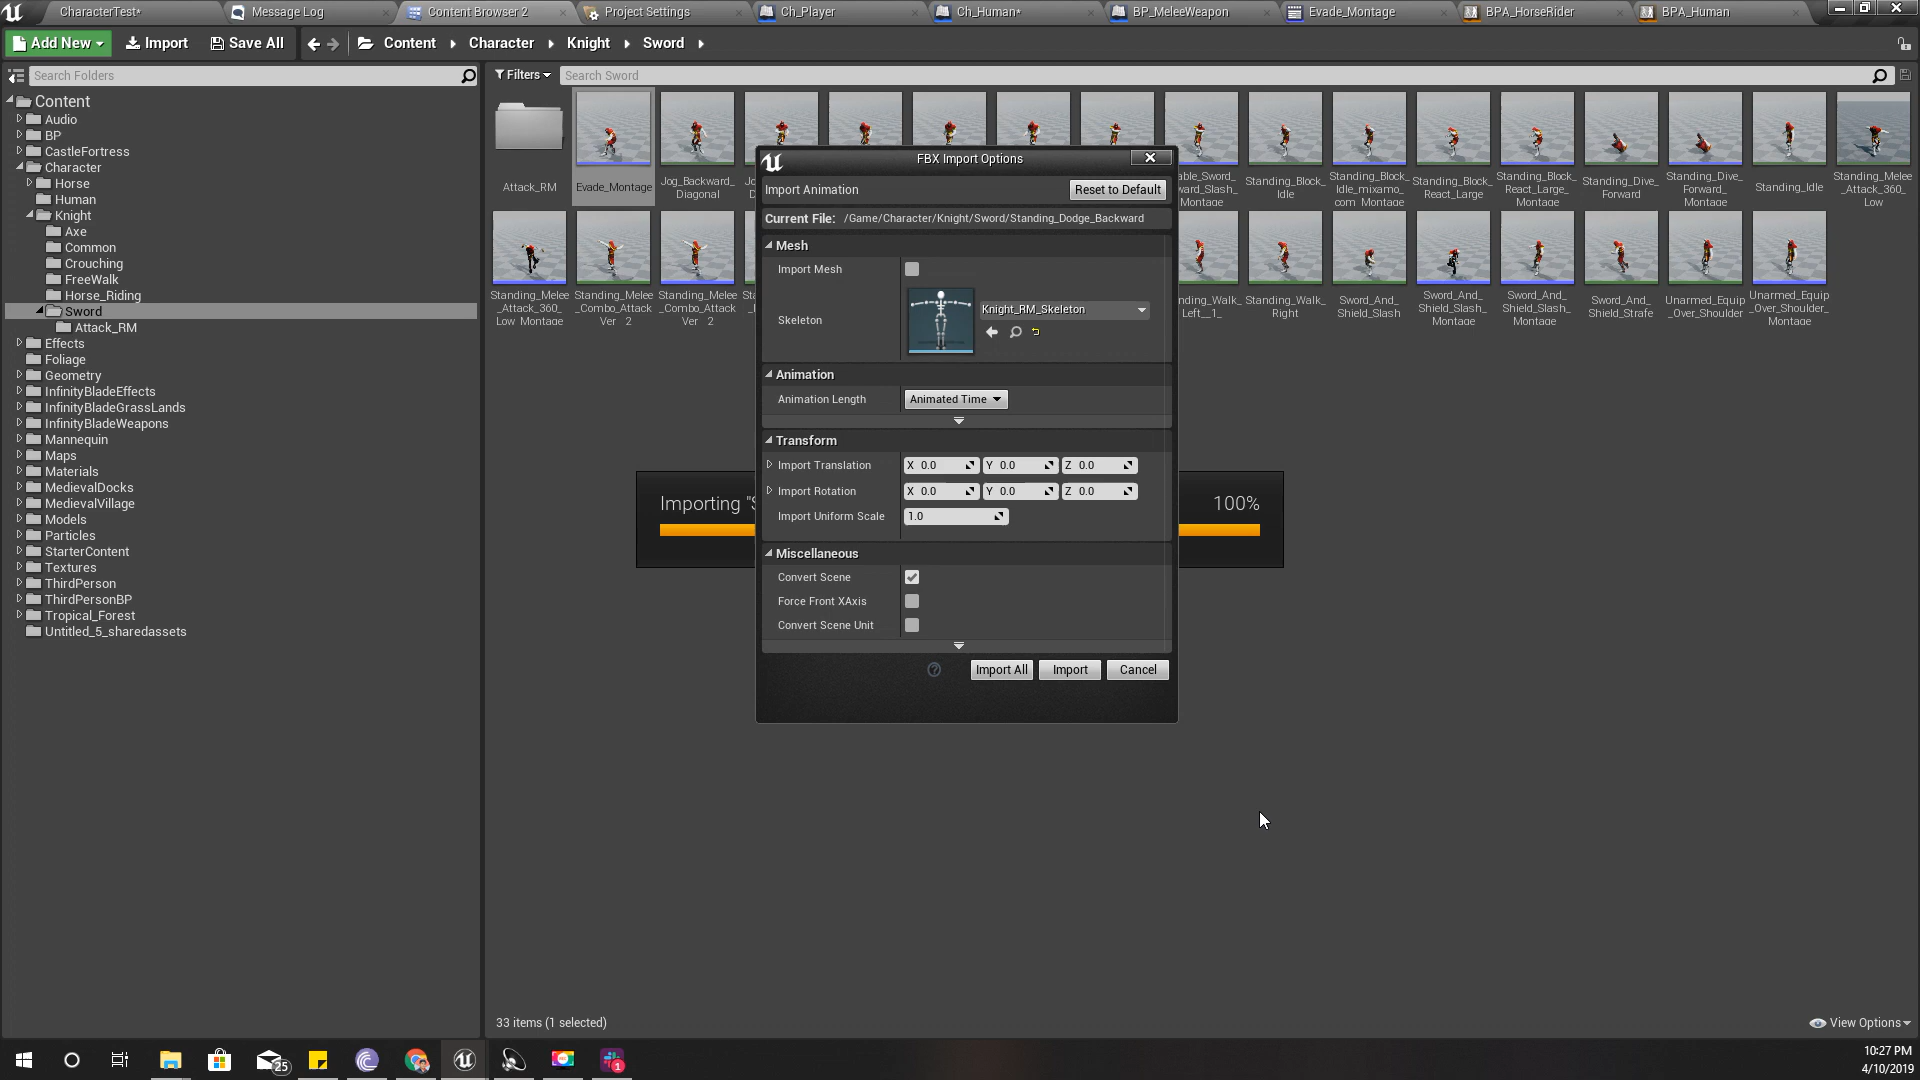 CharacterTest*
Message Log
Content Browser 2
Project Settings
Ch_Player
Ch_Human*
BP_MeleeWeapon
Evade_Montage
BPA_HorseRider
BPA_Human
Add New
Import
Save All
Content
Character
Knight
Sword
Search Folders
Filters
Search Sword
Content
Audio
BP
CastleFortress
Character
Horse
Human
Knight
Axe
Common
Crouching
FreeWalk
Horse_Riding
Sword
Attack_RM
Effects
Foliage
Geometry
InfinityBladeEffects
InfinityBladeGrassLands
InfinityBladeWeapons
Mannequin
Maps
Materials
MedievalDocks
MedievalVillage
Models
Particles
StarterContent
Textures
ThirdPerson
ThirdPersonBP
Tropical_Forest
Untitled_5_sharedassets
Attack_RM
Evade_Montage
Jog_Backward_
Diagonal
able_Sword_
ward_Slash_
Montage
Standing_Block_
Idle
Standing_Block_
Idle_mixamo_
com_Montage
Standing_Block_
React_Large
Standing_Block_
React_Large_
Montage
Standing_Dive_
Forward
Standing_Dive_
Forward_
Montage
Standing_Idle
Standing_Melee
_Attack_360_
Low
Standing_Melee
_Attack_360_
Low_Montage
Standing_Melee
_Combo_Attack
Ver_2
Standing_Melee
_Combo_Attack
Ver_2
nding_Walk_
Left__1_
Standing_Walk_
Right
Sword_And_
Shield_Slash
Sword_And_
Shield_Slash_
Montage
Sword_And_
Shield_Slash_
Montage
Sword_And_
Shield_Strafe
Unarmed_Equip
_Over_Shoulder
Unarmed_Equip
_Over_Shoulder_
Montage
FBX Import Options
Import Animation
Reset to Default
Current File: /Game/Character/Knight/Sword/Standing_Dodge_Backward
Mesh
Import Mesh
Skeleton
Knight_RM_Skeleton
Animation
Animation Length
Animated Time
Transform
Import Translation X 0.0 Y 0.0 Z 0.0
Import Rotation X 0.0 Y 0.0 Z 0.0
Import Uniform Scale 1.0
Importing "S
100%
Miscellaneous
Convert Scene
Force Front XAxis
Convert Scene Unit
Import All
Import
Cancel
33 items (1 selected)
View Options
25
1
10:27 PM
4/10/2019